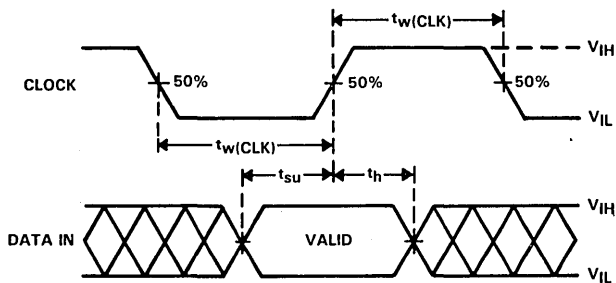 tw(CLK)
VIH
CLOCK
50%
50%
50%
VIL
tw(CLK)
tsu
th
VIH
DATA IN
VALID
VIL